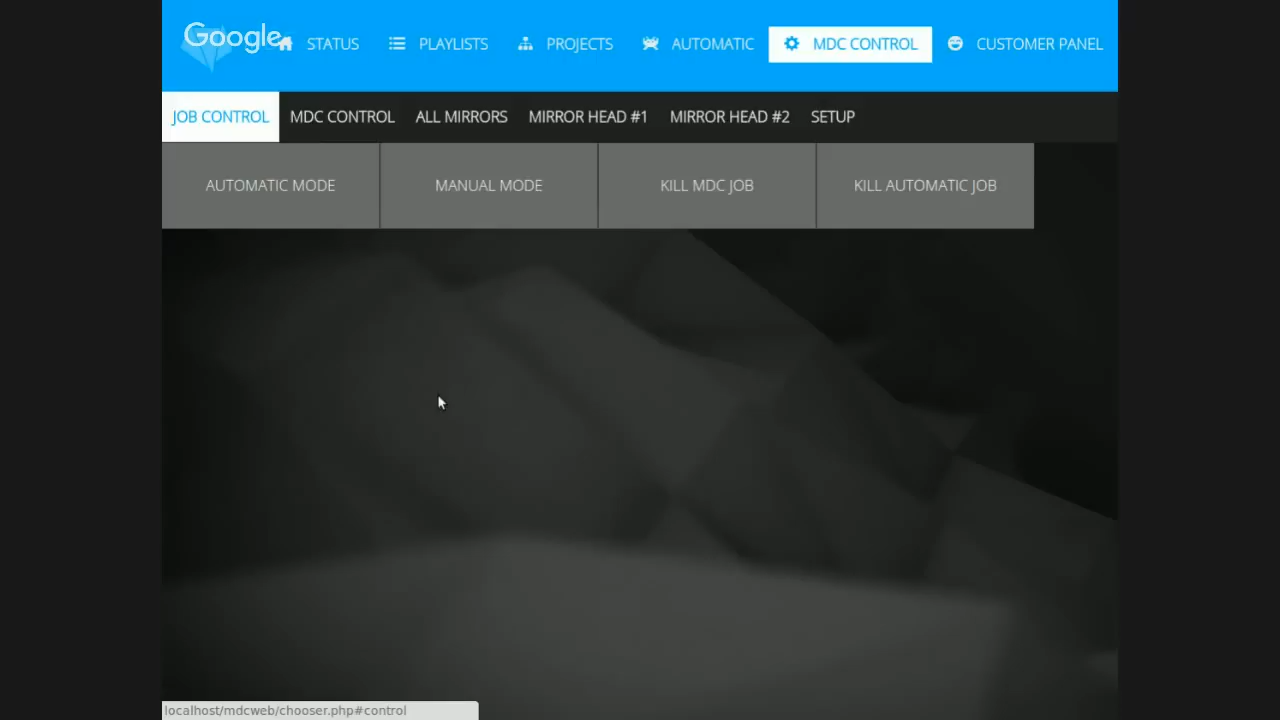 Google
STATUS PLAYLISTS PROJECTS AUTOMATIC MDC CONTROL CUSTOMER PANEL
JOB CONTROL MDC CONTROL ALL MIRRORS MIRROR HEAD #1 MIRROR HEAD #2 SETUP
AUTOMATIC MODE MANUAL MODE KILL MDC JOB KILL AUTOMATIC JOB
localhost/mdcweb/chooser.php#control